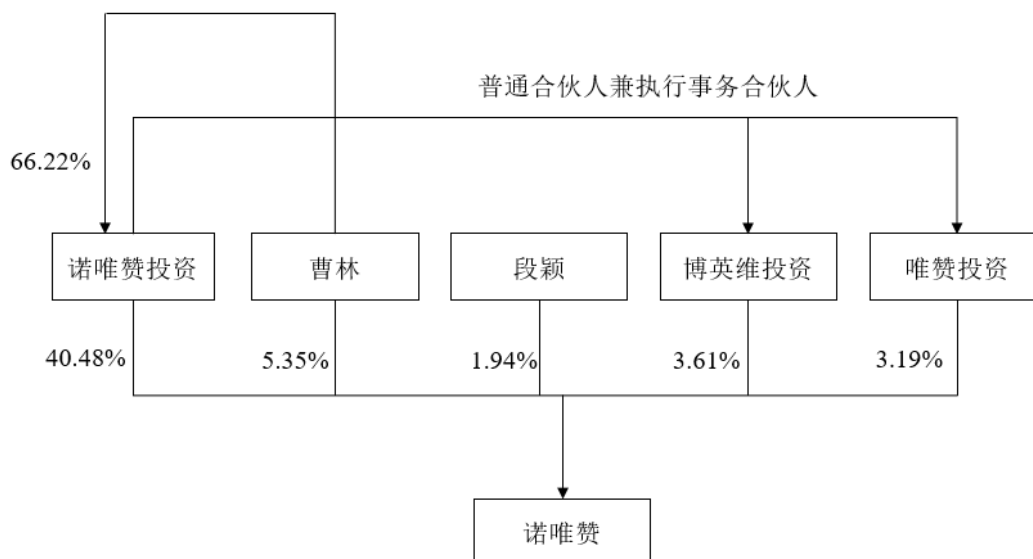 普通合伙人兼执行事务合伙人
66.22%
诺唯赞投资
曹林
段颖
博英维投资
唯赞投资
40.48%
5.35%
1.94%
3.61%
3.19%
诺唯赞